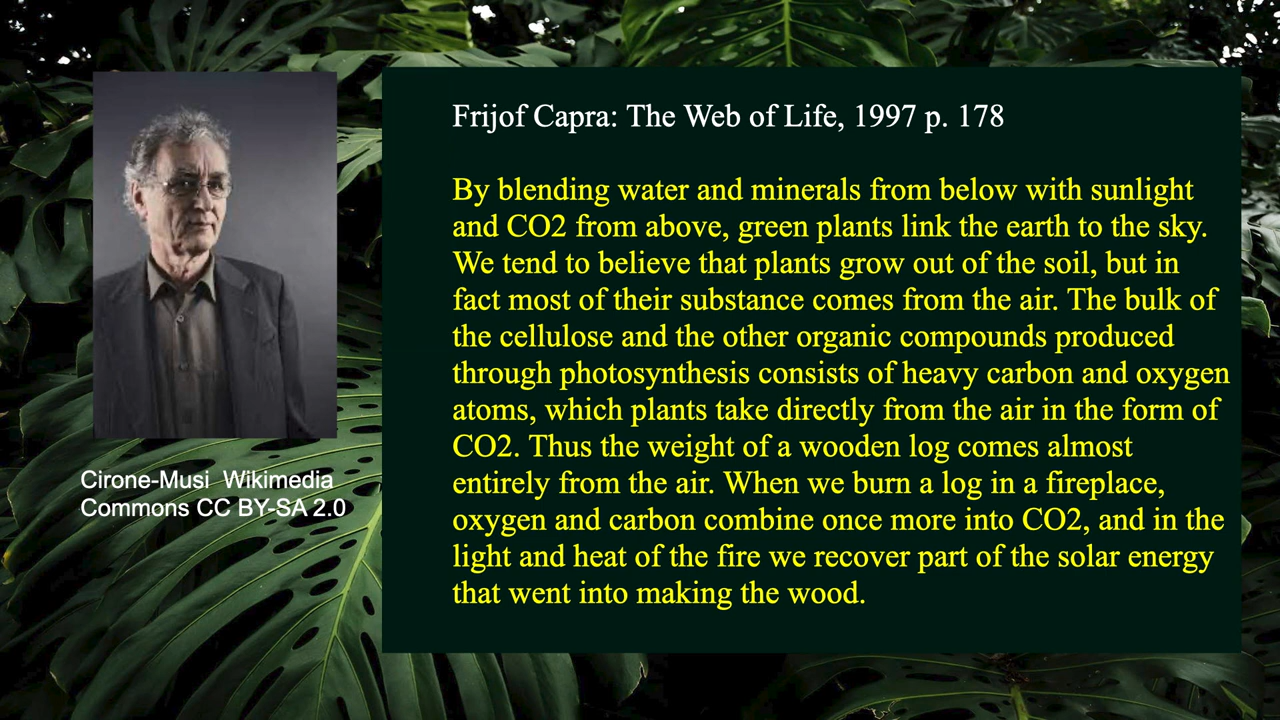 Frijof Capra: The Web of Life, 1997 p. 178
By blending water and minerals from below with sunlight
and CO2 from above, green plants link the earth to the sky.
We tend to believe that plants grow out of the soil, but in
fact most of their substance comes from the air. The bulk of
the cellulose and the other organic compounds produced
through photosynthesis consists of heavy carbon and oxygen
atoms, which plants take directly from the air in the form of
CO2. Thus the weight of a wooden log comes almost
entirely from the air. When we burn a log in a fireplace,
oxygen and carbon combine once more into CO2, and in the
light and heat of the fire we recover part of the solar energy
that went into making the wood.
Cirone-Musi Wikimedia
Commons CC BY-SA 2.0